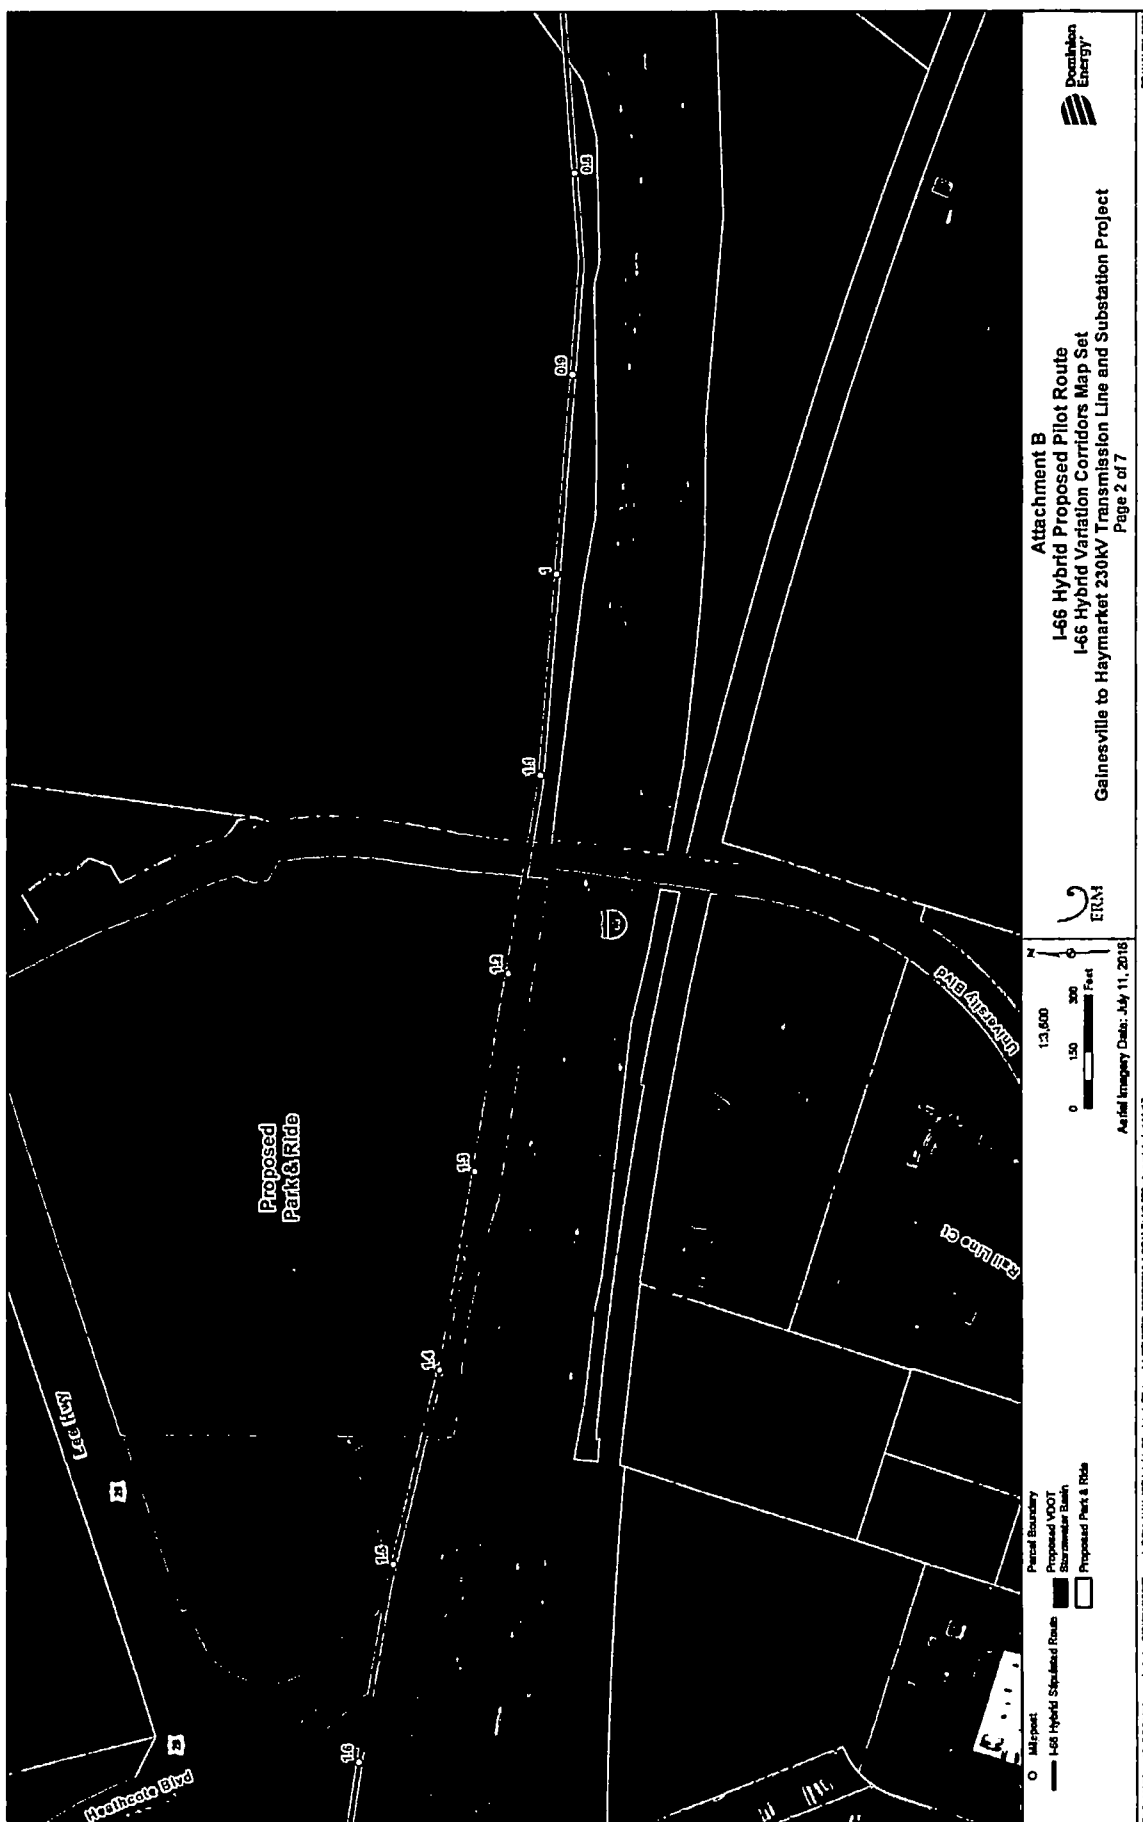 Heathcote Blvd
29
Lee Hwy
29
Proposed
Park & Ride
1.6
1.5
1.4
1.3
1.2
1.1
1
0.9
0.8
Rail Line Ct
University Blvd
Milepost
I-66 Hybrid Stipulated Route
Parcel Boundary
Proposed VDOT
Stormwater Basin
Proposed Park & Ride
1:3,600
0 150 300
Feet
N
Aerial Imagery Date: July 11, 2018
ERM
Attachment B
I-66 Hybrid Proposed Pilot Route
I-66 Hybrid Variation Corridors Map Set
Gainesville to Haymarket 230kV Transmission Line and Substation Project
Page 2 of 7
Dominion
Energy